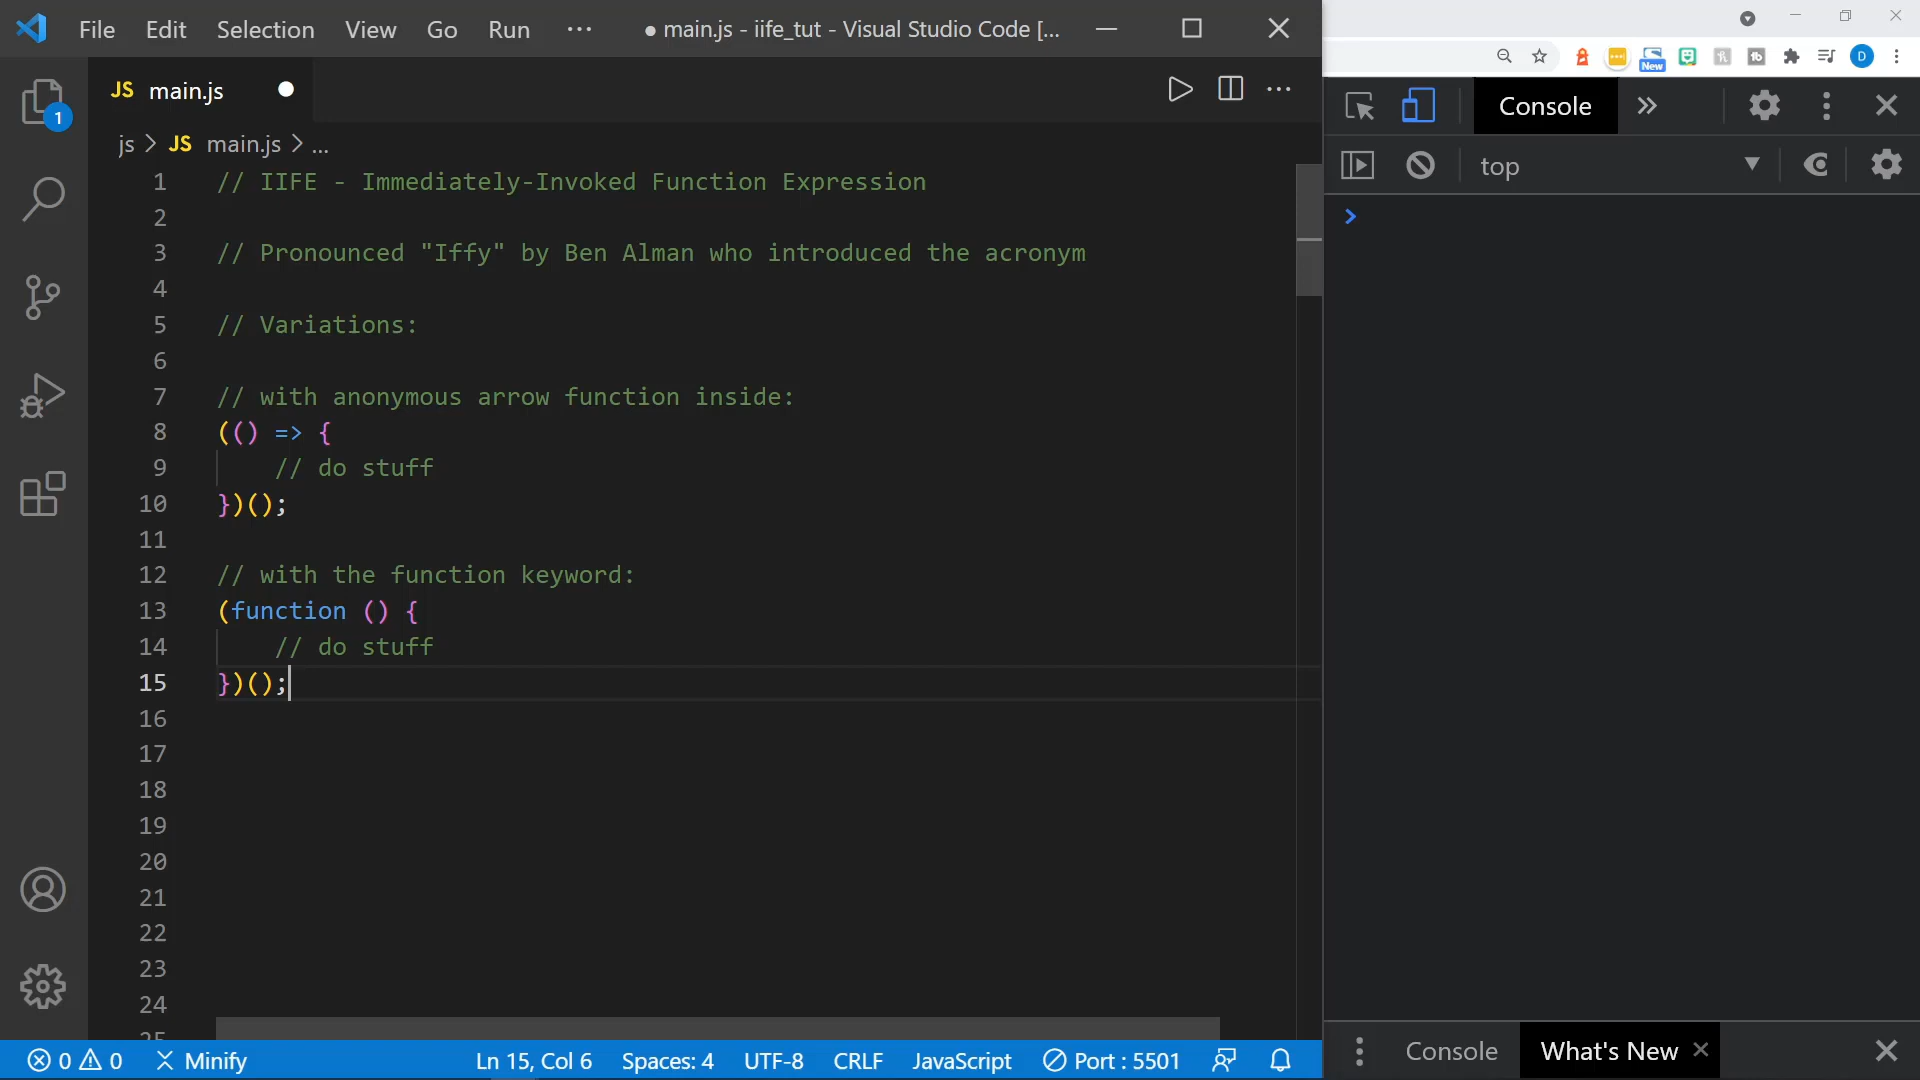 File Edit Selection View Go Run ··· ● main.js - iife_tut - Visual Studio Code [...
JS main.js
1
js > JS main.js > ...
1 // IIFE - Immediately-Invoked Function Expression
2
3 // Pronounced "Iffy" by Ben Alman who introduced the acronym
4
5 // Variations:
6
7 // with anonymous arrow function inside:
8 (() => {
9 // do stuff
10 })();
11
12 // with the function keyword:
13 (function () {
14 // do stuff
15 })();
16
17
18
19
20
21
22
23
24
25
0 0 Minify Ln 15, Col 6 Spaces: 4 UTF-8 CRLF JavaScript Port : 5501
New
D
Console
top
Console What's New